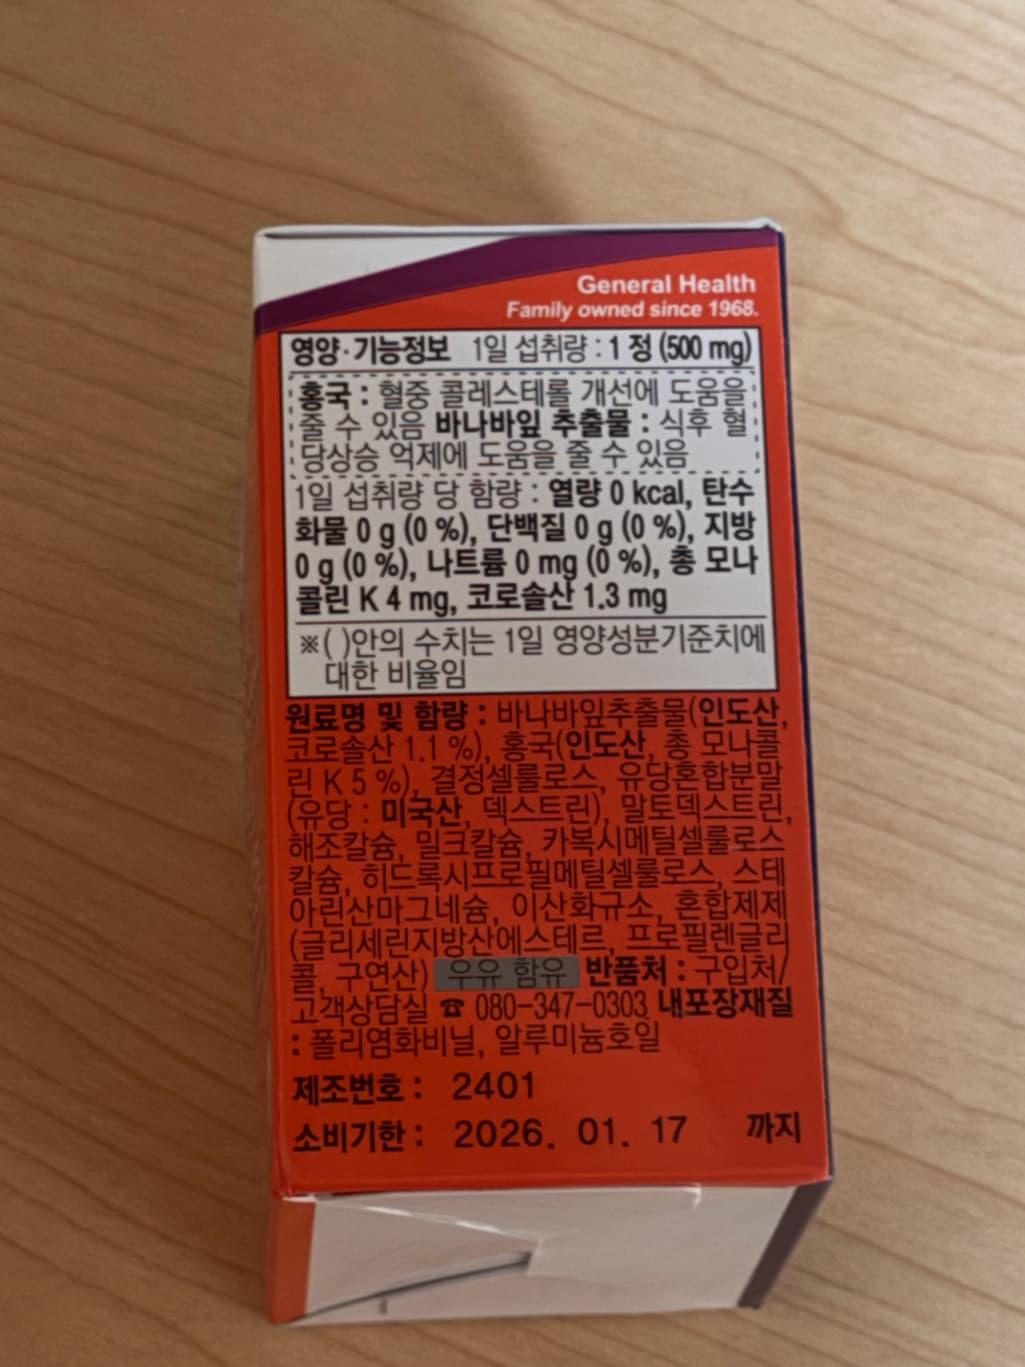 General Health
Family owned since 1968.
영양·기능정보 1일 섭취량 : 1 정 (500 mg)
홍국 : 혈중 콜레스테롤 개선에 도움을
줄 수 있음 바나바잎 추출물 : 식후 혈
당상승 억제에 도움을 줄 수 있음
1일 섭취량 당 함량 : 열량 0 kcal, 탄수
화물 0 g (0 %), 단백질 0 g (0 %), 지방
0 g (0 %), 나트륨 0 mg (0 %), 총 모나
콜린 K 4 mg, 코로솔산 1.3 mg
※( )안의 수치는 1일 영양성분기준치에
대한 비율임
원료명 및 함량 : 바나바잎추출물(인도산,
코로솔산 1.1 %), 홍국(인도산, 총 모나콜
린 K 5 %), 결정셀룰로스, 유당혼합분말
(유당 : 미국산, 덱스트린), 말토덱스트린,
해조칼슘, 밀크칼슘, 카복시메틸셀룰로스
칼슘, 히드록시프로필메틸셀룰로스, 스테
아린산마그네슘, 이산화규소, 혼합제제
(글리세린지방산에스테르, 프로필렌글리
콜, 구연산) 우유 함유 반품처 : 구입처/
고객상담실 ☎ 080-347-0303 내포장재질
: 폴리염화비닐, 알루미늄호일
제조번호 : 2401
소비기한 : 2026. 01. 17 까지